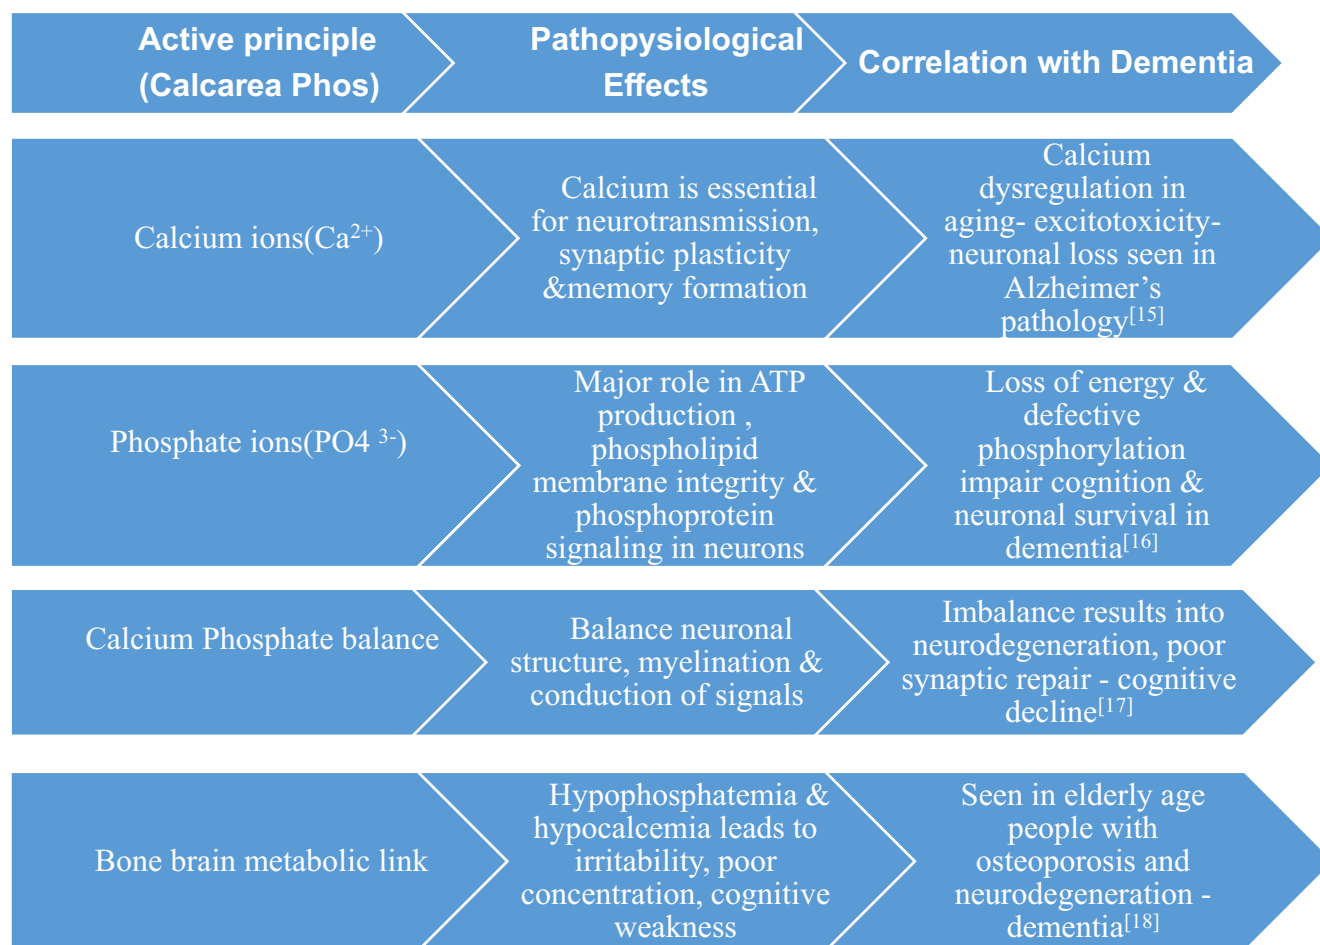 Active principle
(Calcarea Phos)
Pathopysiological
Effects
Correlation with Dementia
Calcium ions(Ca²⁺)
Calcium is essential
for neurotransmission,
synaptic plasticity
&memory formation
Calcium
dysregulation in
aging- excitotoxicity-
neuronal loss seen in
Alzheimer’s
pathology[15]
Phosphate ions(PO4 ³⁻)
Major role in ATP
production ,
phospholipid
membrane integrity &
phosphoprotein
signaling in neurons
Loss of energy &
defective
phosphorylation
impair cognition &
neuronal survival in
dementia[16]
Calcium Phosphate balance
Balance neuronal
structure, myelination &
conduction of signals
Imbalance results into
neurodegeneration, poor
synaptic repair - cognitive
decline[17]
Bone brain metabolic link
Hypophosphatemia &
hypocalcemia leads to
irritability, poor
concentration, cognitive
weakness
Seen in elderly age
people with
osteoporosis and
neurodegeneration -
dementia[18]